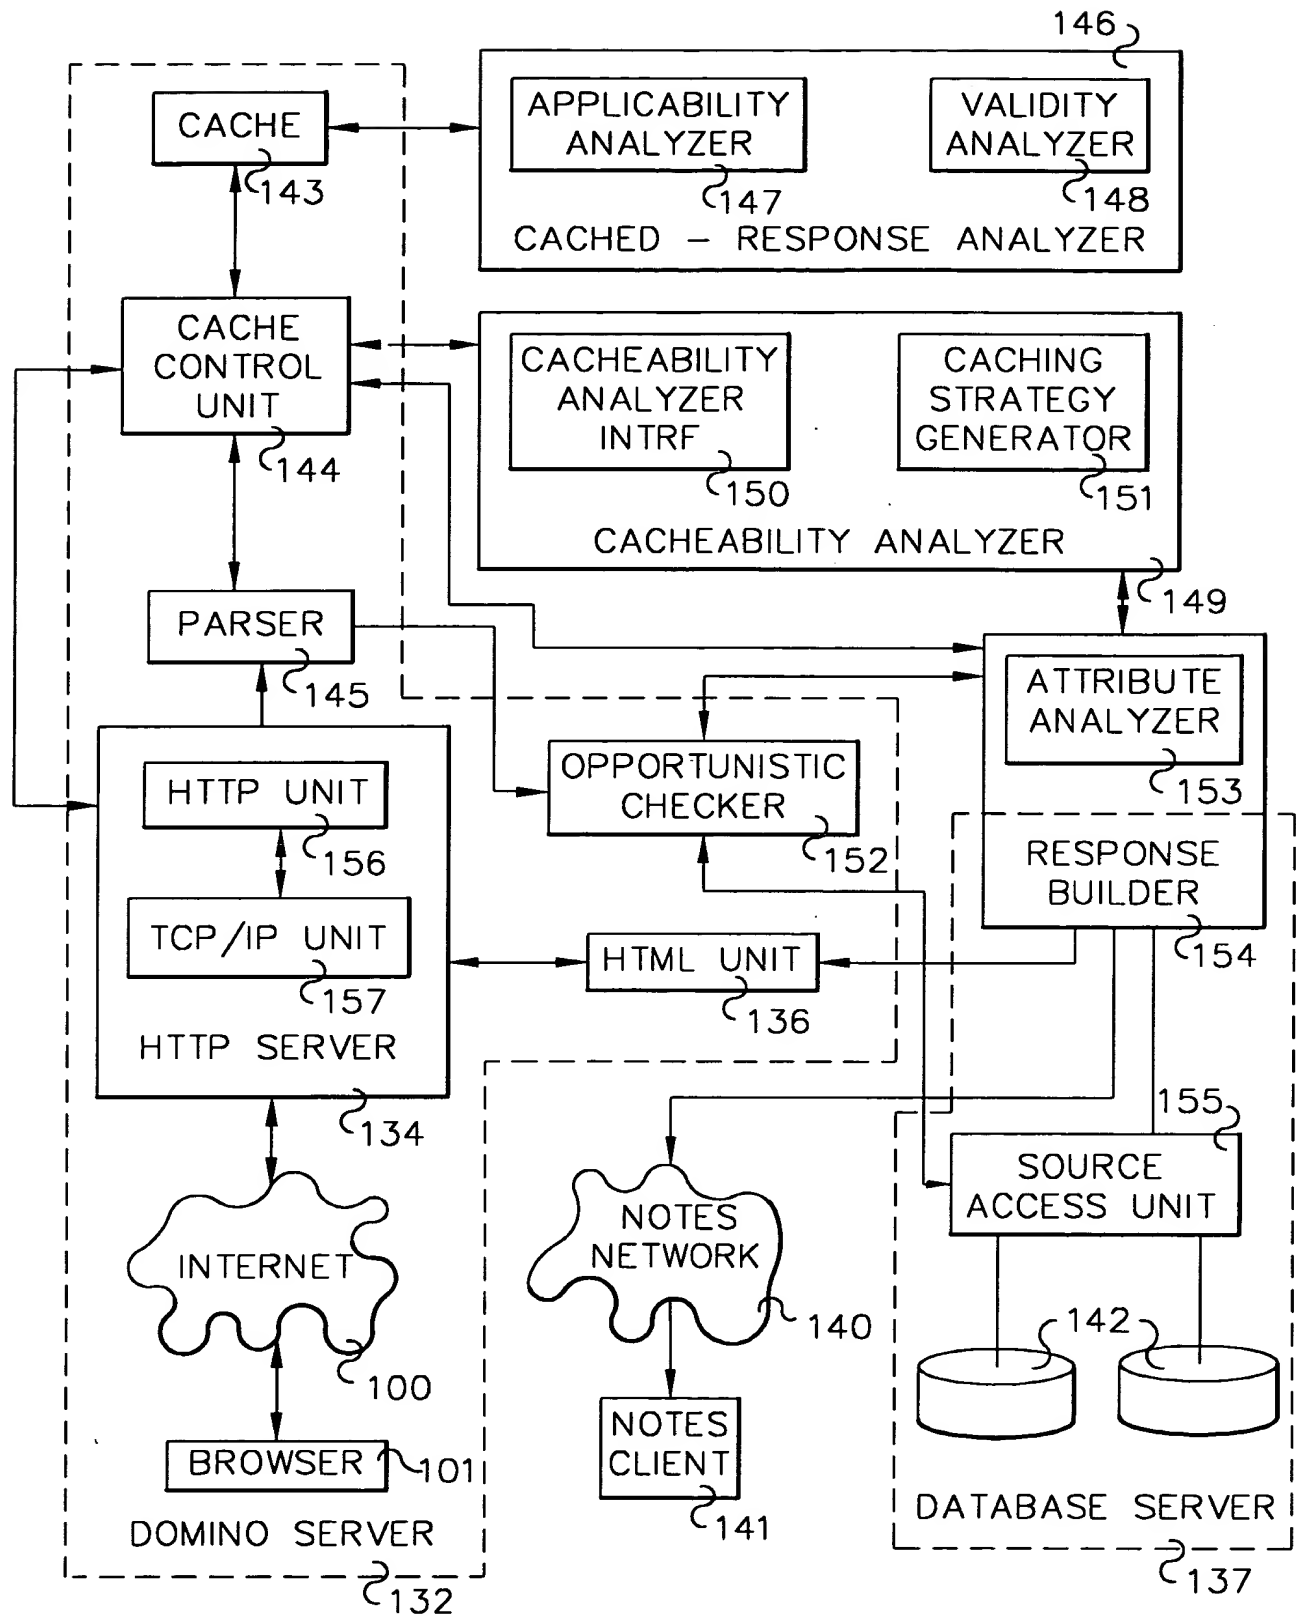 146
CACHE
143
APPLICABILITY
ANALYZER
147
VALIDITY
ANALYZER
148
CACHED - RESPONSE ANALYZER
CACHE
CONTROL
UNIT
144
CACHEABILITY
ANALYZER
INTRF
150
CACHING
STRATEGY
GENERATOR
151
CACHEABILITY ANALYZER
149
PARSER
145
ATTRIBUTE
ANALYZER
153
OPPORTUNISTIC
CHECKER
152
HTTP UNIT
156
RESPONSE
BUILDER
154
TCP/IP UNIT
157
HTML UNIT
136
HTTP SERVER
134
155
SOURCE
ACCESS UNIT
INTERNET
100
NOTES
NETWORK
140
142
BROWSER
101
NOTES
CLIENT
141
DATABASE SERVER
137
DOMINO SERVER
132